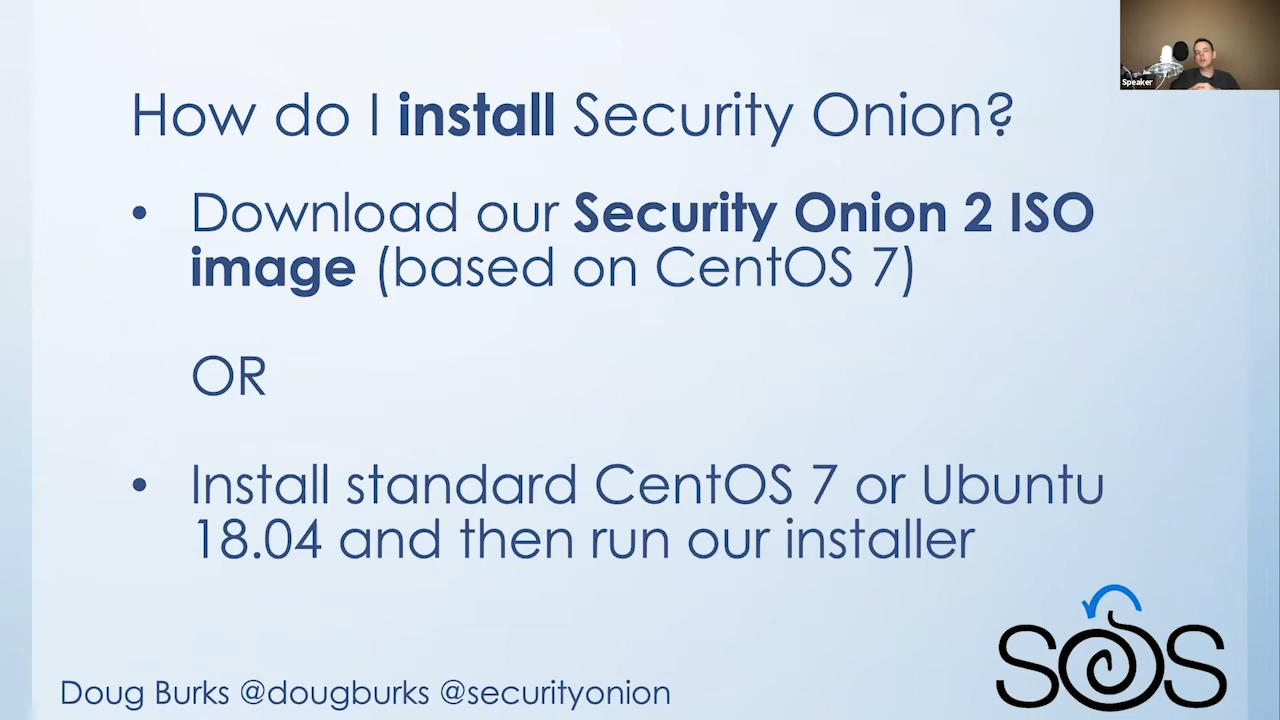 Speaker
How do I install Security Onion?
• Download our Security Onion 2 ISO
image (based on CentOS 7)
OR
• Install standard CentOS 7 or Ubuntu
18.04 and then run our installer
SOS
Doug Burks @dougburks @securityonion